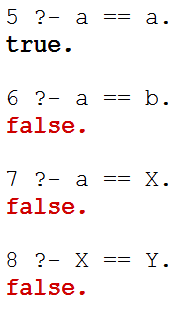 5 ?- a == a.
true.
6 ?- a == b.
false.
7 ?- a == X.
false.
8 ?- X == Y.
false.